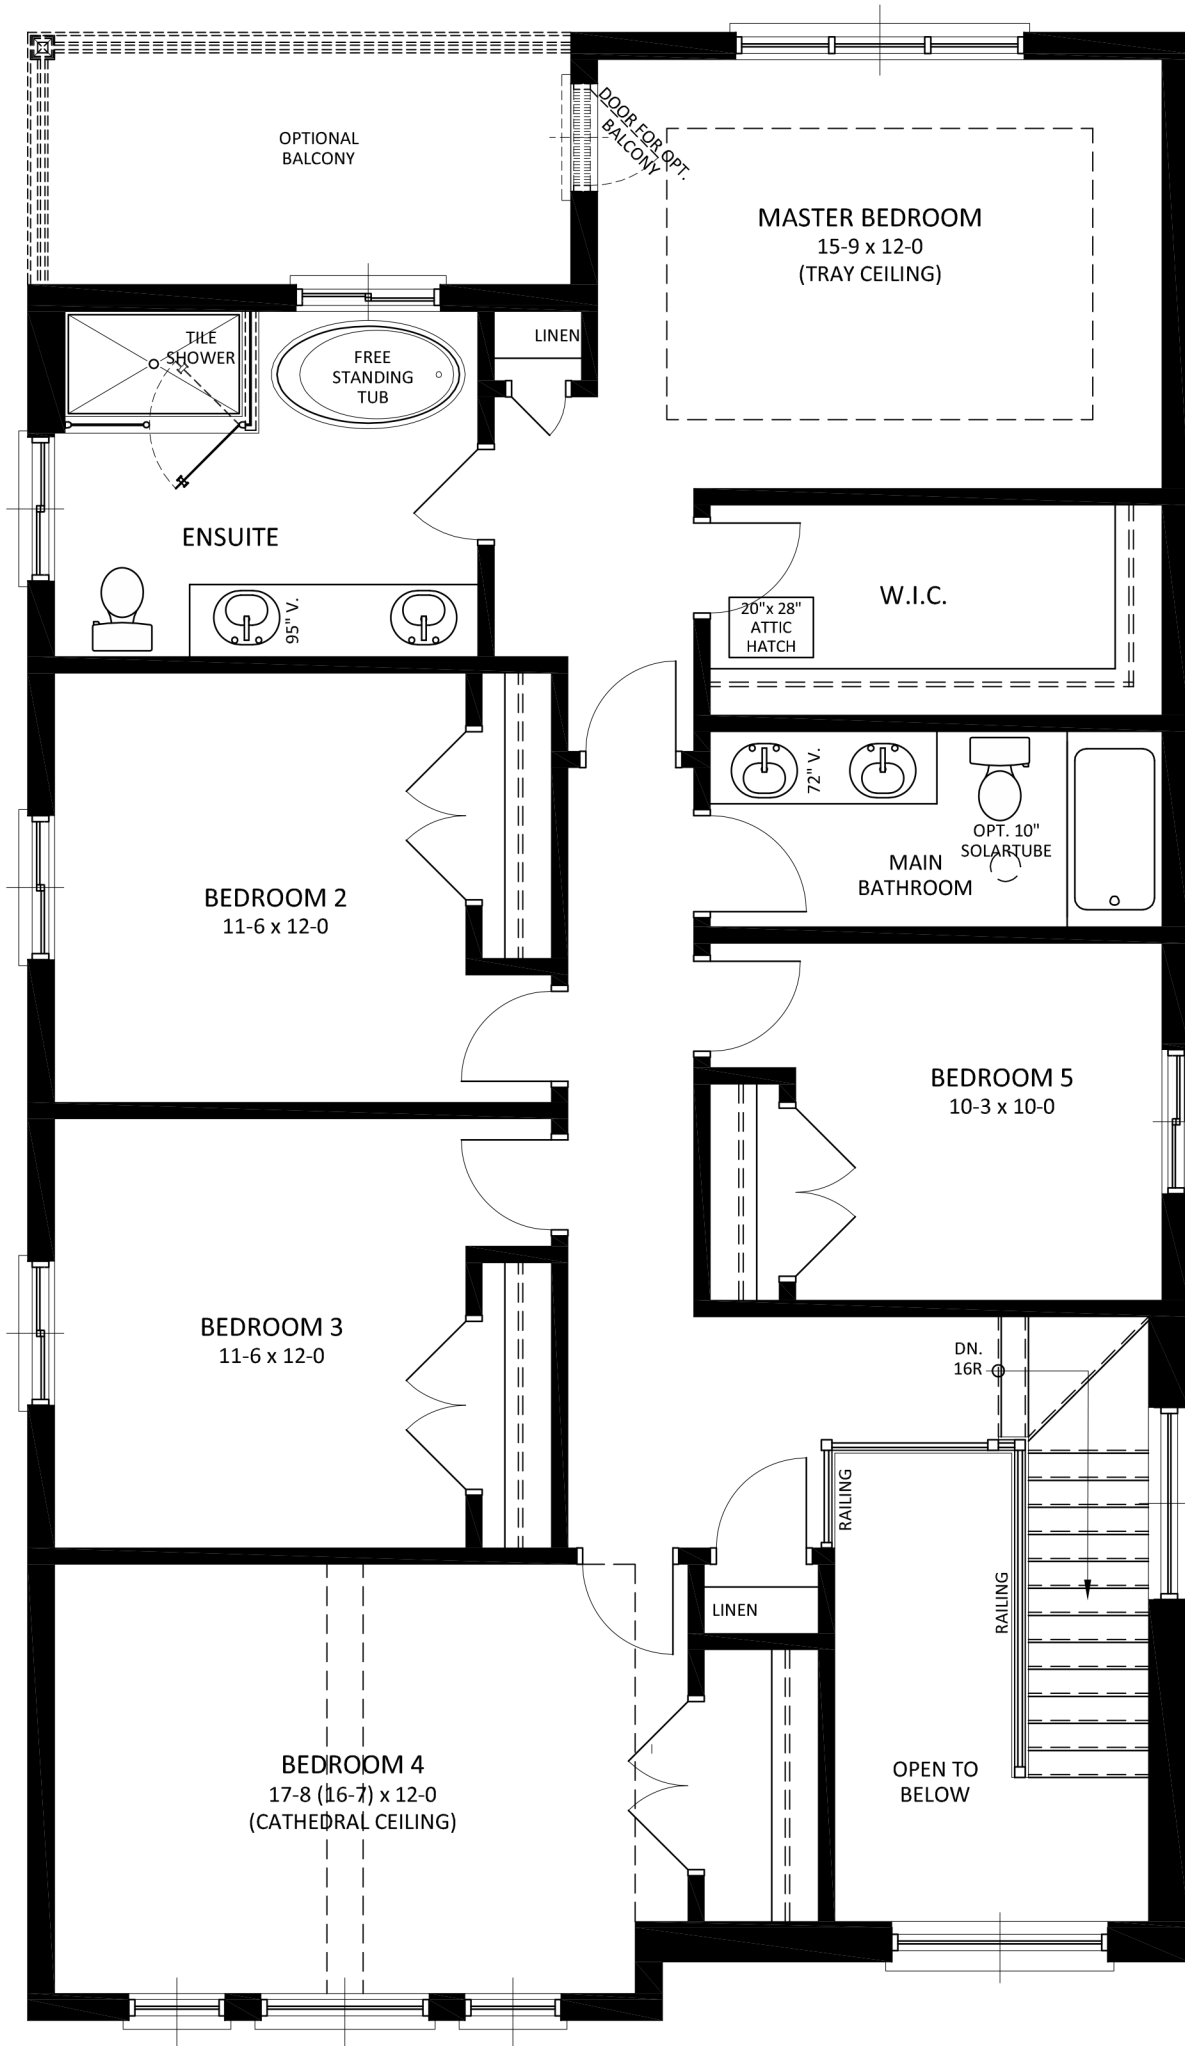 OPTIONAL
BALCONY
DOOR FOR OPT.
BALCONY
MASTER BEDROOM
15-9 x 12-0
(TRAY CEILING)
TILE
SHOWER
FREE
STANDING
TUB
LINEN
ENSUITE
95" V.
W.I.C.
20"x 28"
ATTIC
HATCH
72" V.
OPT. 10"
SOLARTUBE
MAIN
BATHROOM
BEDROOM 2
11-6 x 12-0
BEDROOM 5
10-3 x 10-0
BEDROOM 3
11-6 x 12-0
DN.
16R
RAILING
RAILING
LINEN
BEDROOM 4
17-8 (16-7) x 12-0
(CATHEDRAL CEILING)
OPEN TO
BELOW